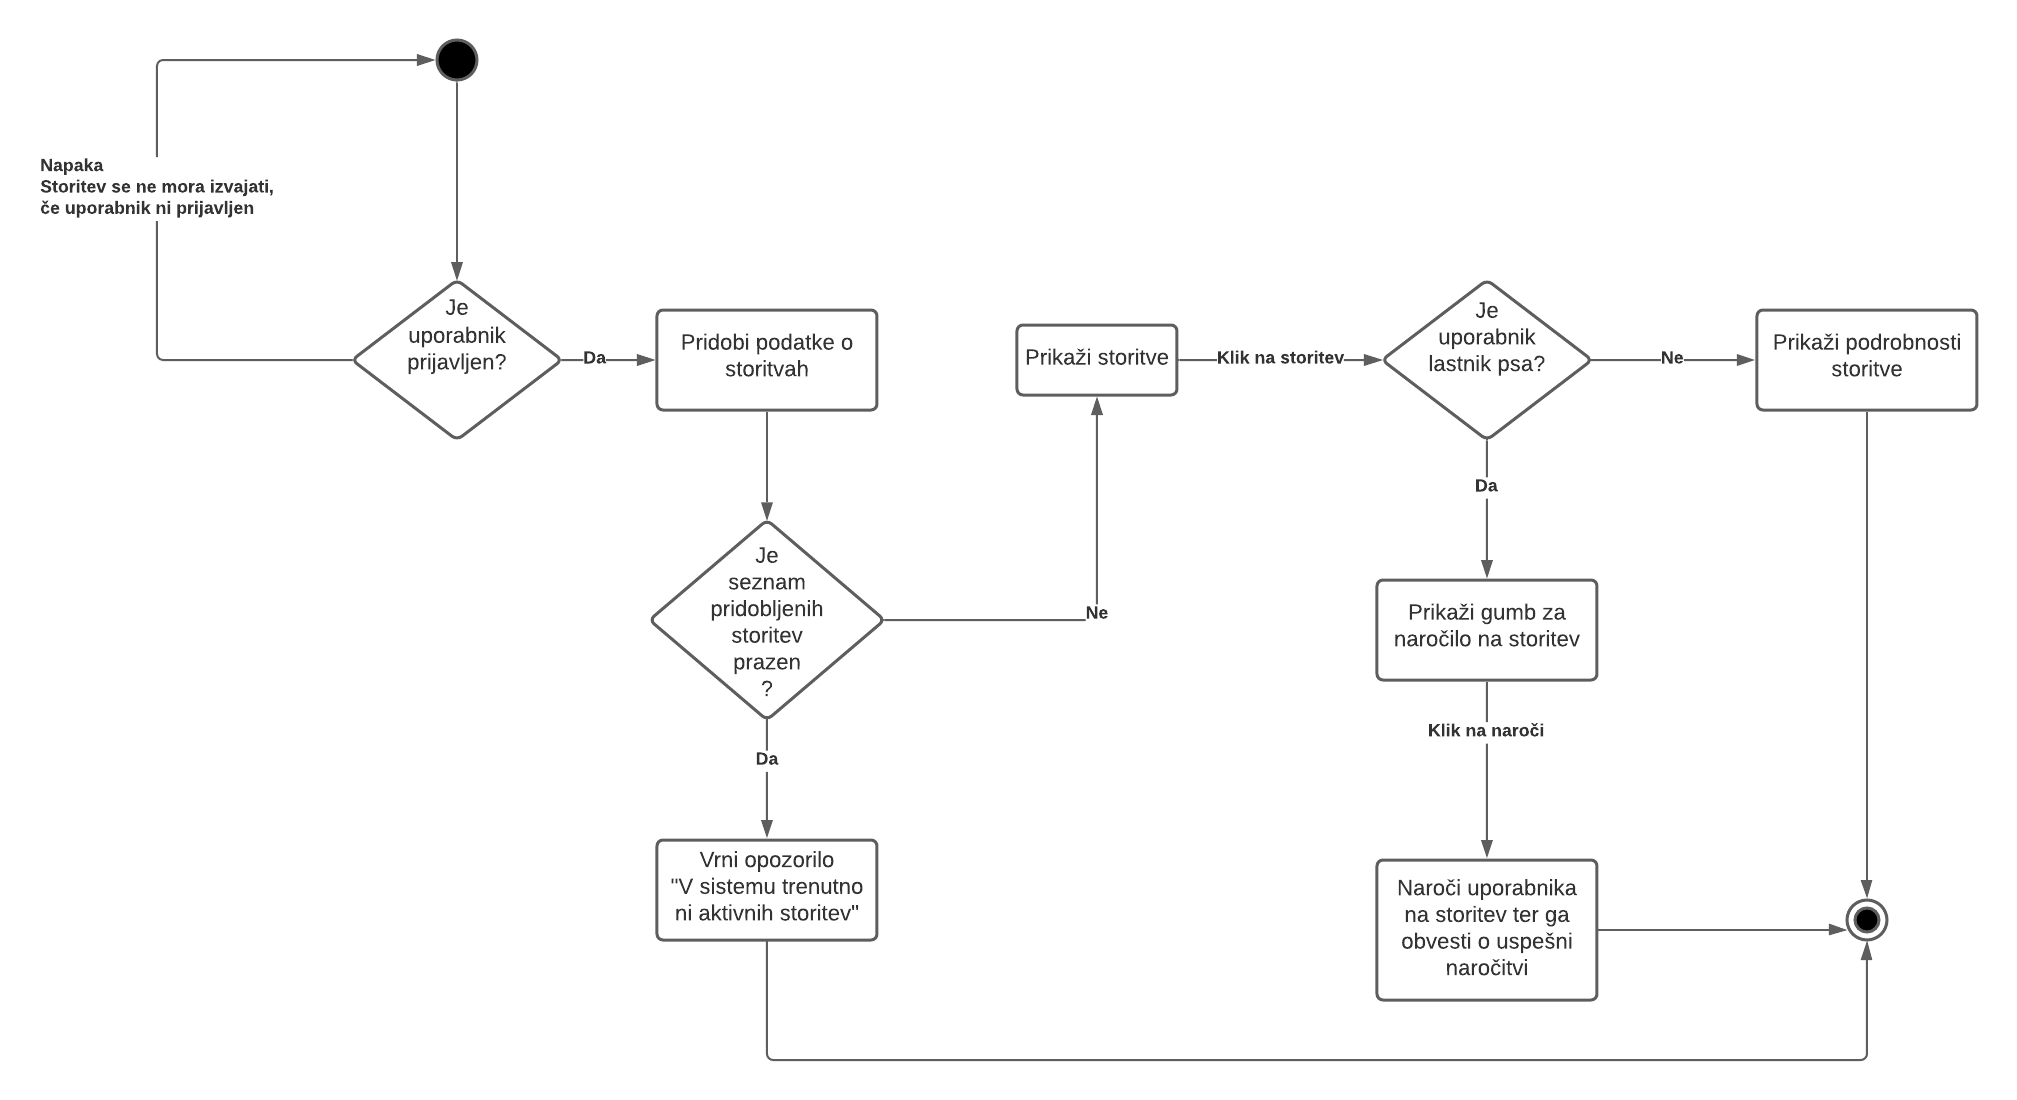 Napaka
Storitev se ne mora izvajati,
če uporabnik ni prijavljen
Je
uporabnik
prijavljen?
Da
Pridobi podatke o
storitvah
Je
seznam
pridobljenih
storitev
prazen
?
Ne
Da
Vrni opozorilo
"V sistemu trenutno
ni aktivnih storitev"
Prikaži storitve
Klik na storitev
Je
uporabnik
lastnik psa?
Ne
Prikaži podrobnosti
storitve
Da
Prikaži gumb za
naročilo na storitev
Klik na naroči
Naroči uporabnika
na storitev ter ga
obvesti o uspešni
naročitvi